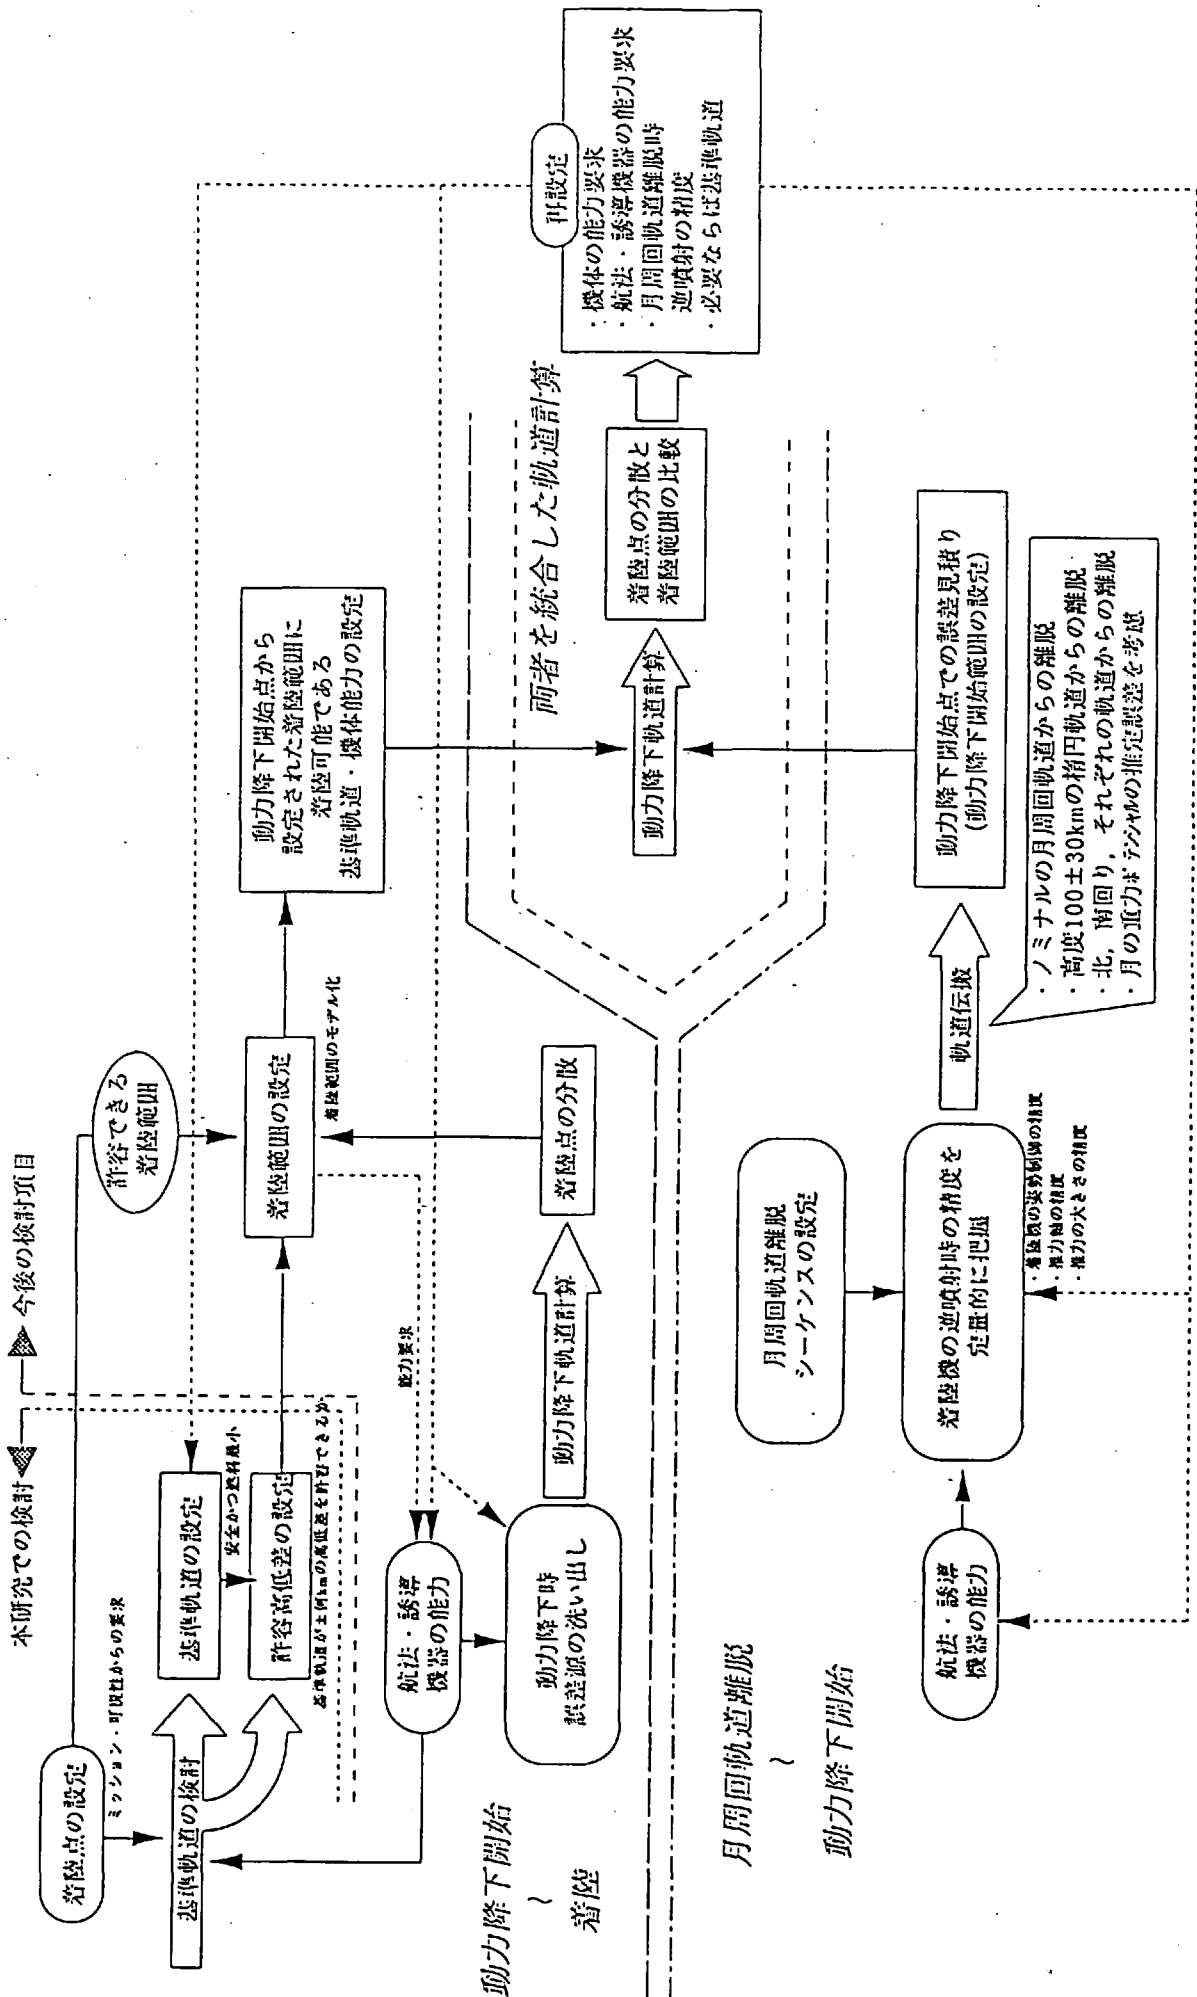 本研究での検討
今後の検討項目
着陸点の設定
ミッション・可視性からの要求
基準軌道の検討
基準軌道の設定
安全かつ燃料最小
許容高低差の設定
基準軌道が±何kmの高低差を許容できるか
許容できる
着陸範囲
着陸範囲の設定
着陸範囲のモデル化
動力降下開始点から
設定された着陸範囲に
着陸可能である
基準軌道・機体能力の設定
能力要求
航法・誘導
機器の能力
動力降下時
誤差源の洗い出し
動力降下軌道計算
着陸点の分散
動力降下開始
~
着陸
両者を統合した軌道計算
動力降下軌道計算
着陸点の分散と
着陸範囲の比較
再設定
・機体の能力要求
・航法・誘導機器の能力要求
・月周回軌道離脱時
逆噴射の精度
・必要ならば基準軌道
月周回軌道離脱
~
動力降下開始
月周回軌道離脱
シーケンスの設定
航法・誘導
機器の能力
着陸機の逆噴射時の精度を
定量的に把握
・着陸機の姿勢制御の精度
・推力軸の精度
・推力の大きさの精度
軌道伝搬
動力降下開始点での誤差見積り
(動力降下開始範囲の設定)
・ノミナルの月周回軌道からの離脱
・高度100±30kmの楕円軌道からの離脱
・北,南回り,それぞれの軌道からの離脱
・月の重力ポテンシャルの推定誤差を考慮